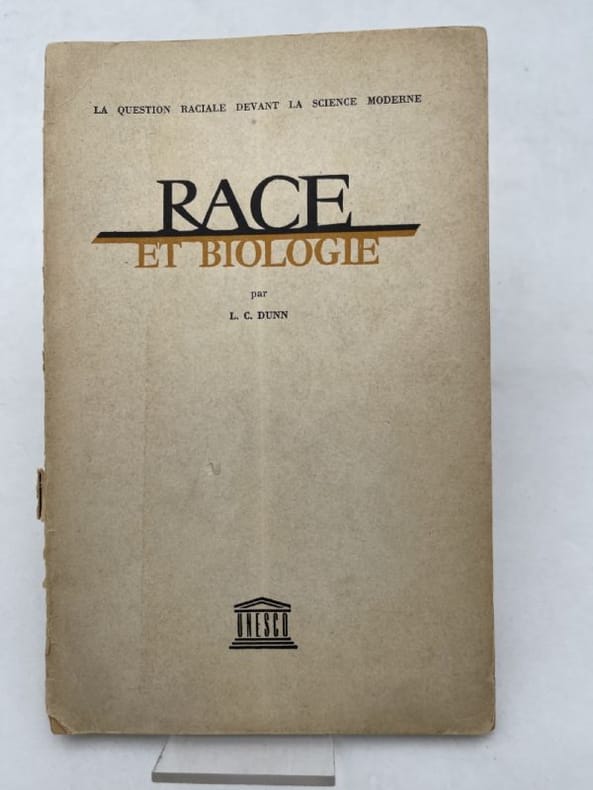 LA QUESTION RACIALE DEVANT LA SCIENCE MODERNE
RACE
ET BIOLOGIE
par
L. C. DUNN
UNESCO